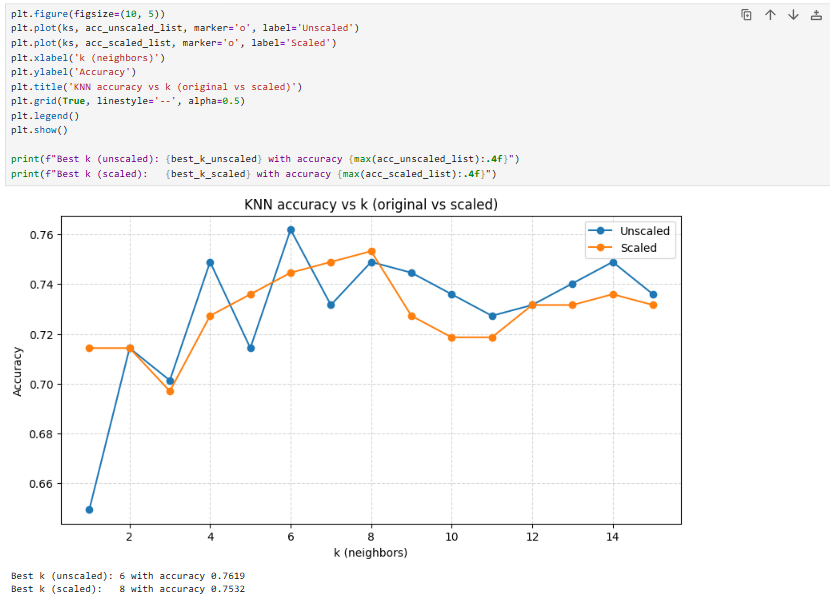 plt.figure(figsize=(10, 5))
plt.plot(ks, acc_unscaled_list, marker='o', label='Unscaled')
plt.plot(ks, acc_scaled_list, marker='o', label='Scaled')
plt.xlabel('k (neighbors)')
plt.ylabel('Accuracy')
plt.title('KNN accuracy vs k (original vs scaled)')
plt.grid(True, linestyle='--', alpha=0.5)
plt.legend()
plt.show()

print(f"Best k (unscaled): {best_k_unscaled} with accuracy {max(acc_unscaled_list):.4f}")
print(f"Best k (scaled):   {best_k_scaled} with accuracy {max(acc_scaled_list):.4f}")
KNN accuracy vs k (original vs scaled)
Unscaled
Scaled
0.76
0.74
0.72
0.70
0.68
0.66
Accuracy
2 4 6 8 10 12 14
k (neighbors)
Best k (unscaled): 6 with accuracy 0.7619
Best k (scaled):   8 with accuracy 0.7532